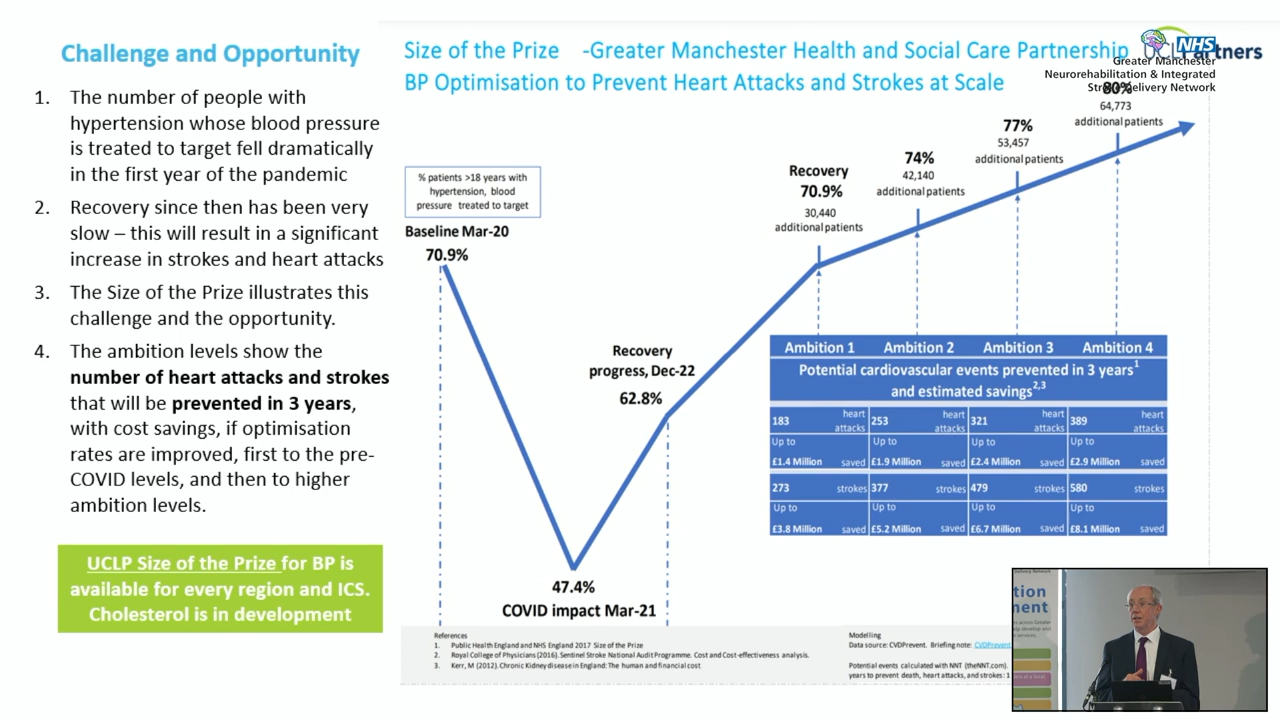 Challenge and Opportunity
1. The number of people with
hypertension whose blood pressure
is treated to target fell dramatically
in the first year of the pandemic
2. Recovery since then has been very
slow – this will result in a significant
increase in strokes and heart attacks
3. The Size of the Prize illustrates this
challenge and the opportunity.
4. The ambition levels show the
number of heart attacks and strokes
that will be prevented in 3 years,
with cost savings, if optimisation
rates are improved, first to the pre-
COVID levels, and then to higher
ambition levels.
UCLP Size of the Prize for BP is
available for every region and ICS.
Cholesterol is in development
Size of the Prize -Greater Manchester Health and Social Care Partnership
BP Optimisation to Prevent Heart Attacks and Strokes at Scale
UCLPartners
NHS
Greater Manchester
Neurorehabilitation & Integrated
Stroke Delivery Network
% patients >18 years with
hypertension, blood
pressure treated to target
Baseline Mar-20
70.9%
47.4%
COVID impact Mar-21
Recovery
progress, Dec-22
62.8%
Recovery
70.9%
30,440
additional patients
74%
42,140
additional patients
77%
53,457
additional patients
80%
64,773
additional patients
Ambition 1 Ambition 2 Ambition 3 Ambition 4
Potential cardiovascular events prevented in 3 years1
and estimated savings2,3
183 heart attacks 253 heart attacks 321 heart attacks 389 heart attacks
Up to Up to Up to Up to
£1.4 Million saved £1.9 Million saved £2.4 Million saved £2.9 Million saved
273 strokes 377 strokes 479 strokes 580 strokes
Up to Up to Up to Up to
£3.8 Million saved £5.2 Million saved £6.7 Million saved £8.1 Million saved
References
1. Public Health England and NHS England 2017 Size of the Prize
2. Royal College of Physicians (2016). Sentinel Stroke National Audit Programme. Cost and Cost-effectiveness analysis.
3. Kerr, M (2012). Chronic Kidney disease in England: The human and financial cost
Modelling
Data source: CVDPrevent. Briefing note: CVDPrevent
Potential events calculated with NNT (theNNT.com).
years to prevent death, heart attacks, and strokes: 1
Delivery Network
tion
nent